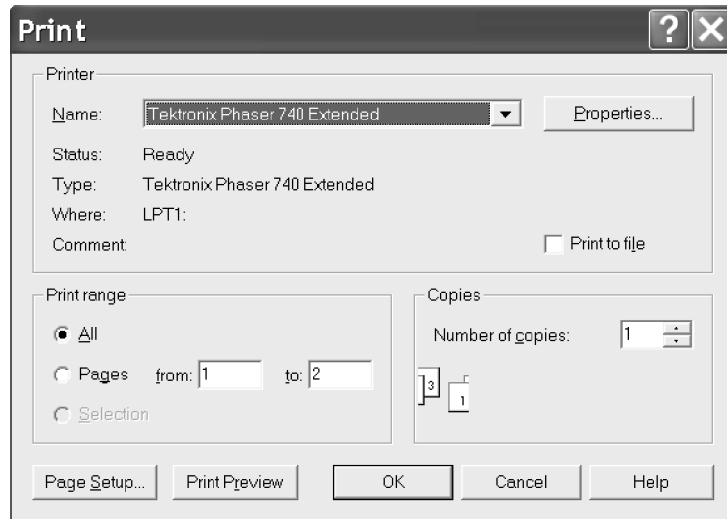 Print
Printer
Name: Tektronix Phaser 740 Extended Properties...
Status: Ready
Type: Tektronix Phaser 740 Extended
Where: LPT1:
Comment
Print to file
Print range
All
Pages from: 1 to: 2
Selection
Copies
Number of copies: 1
3
1
Page Setup... Print Preview OK Cancel Help